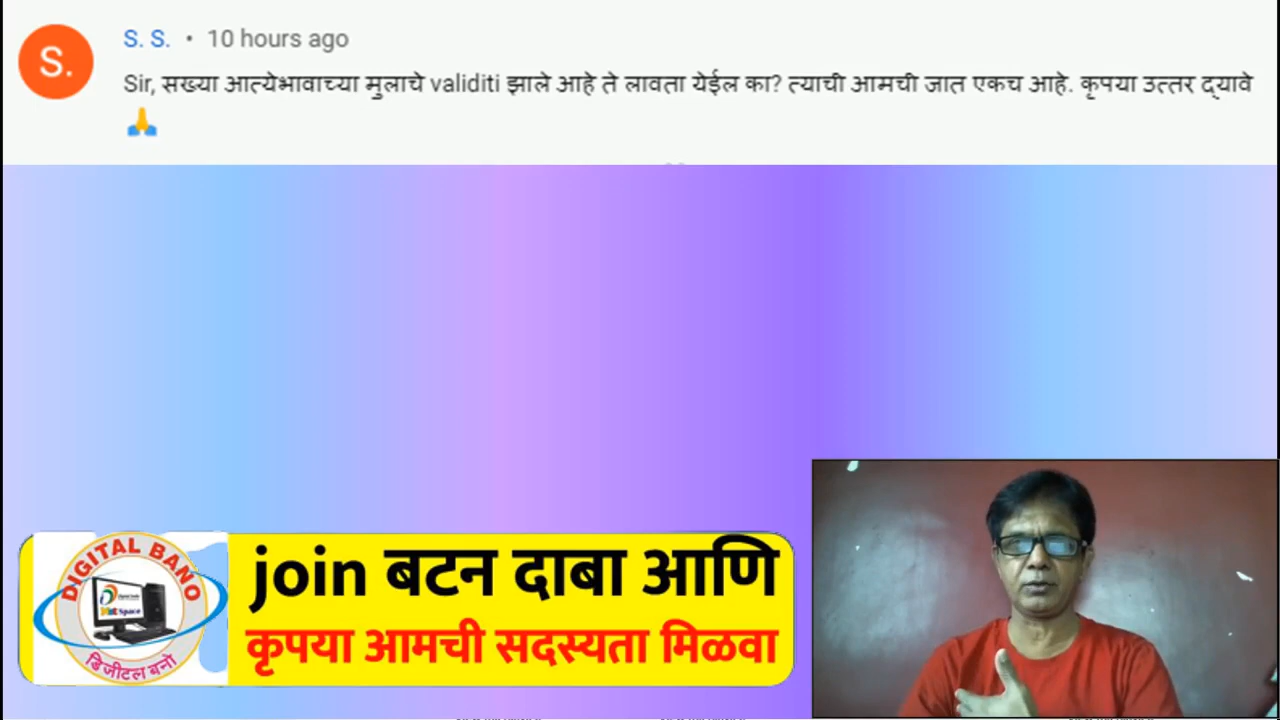 S.
S. S. • 10 hours ago
Sir, सख्या आत्येभावाच्या मुलाचे validiti झाले आहे ते लावता येईल का? त्याची आमची जात एकच आहे. कृपया उत्तर द्यावे
🙏
DIGITAL BANO
डिजीटल बनो
join बटन दाबा आणि
कृपया आमची सदस्यता मिळवा